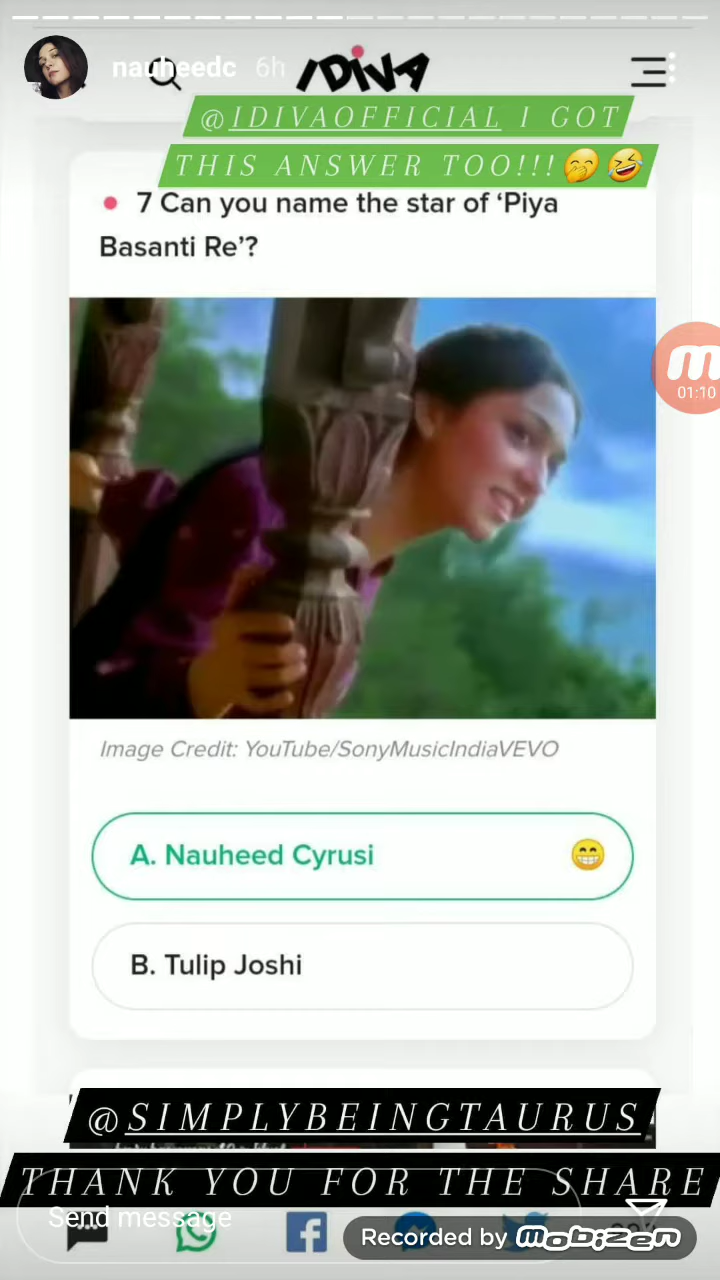 nauheedc 6h
iDIVA
@IDIVAOFFICIAL I GOT
THIS ANSWER TOO!!!🤭🤣
7 Can you name the star of ‘Piya
Basanti Re’?
m
01:10
Image Credit: YouTube/SonyMusicIndiaVEVO
A. Nauheed Cyrusi 😁
B. Tulip Joshi
@SIMPLYBEINGTAURUS
THANK YOU FOR THE SHARE
Send message
Recorded by mobizen